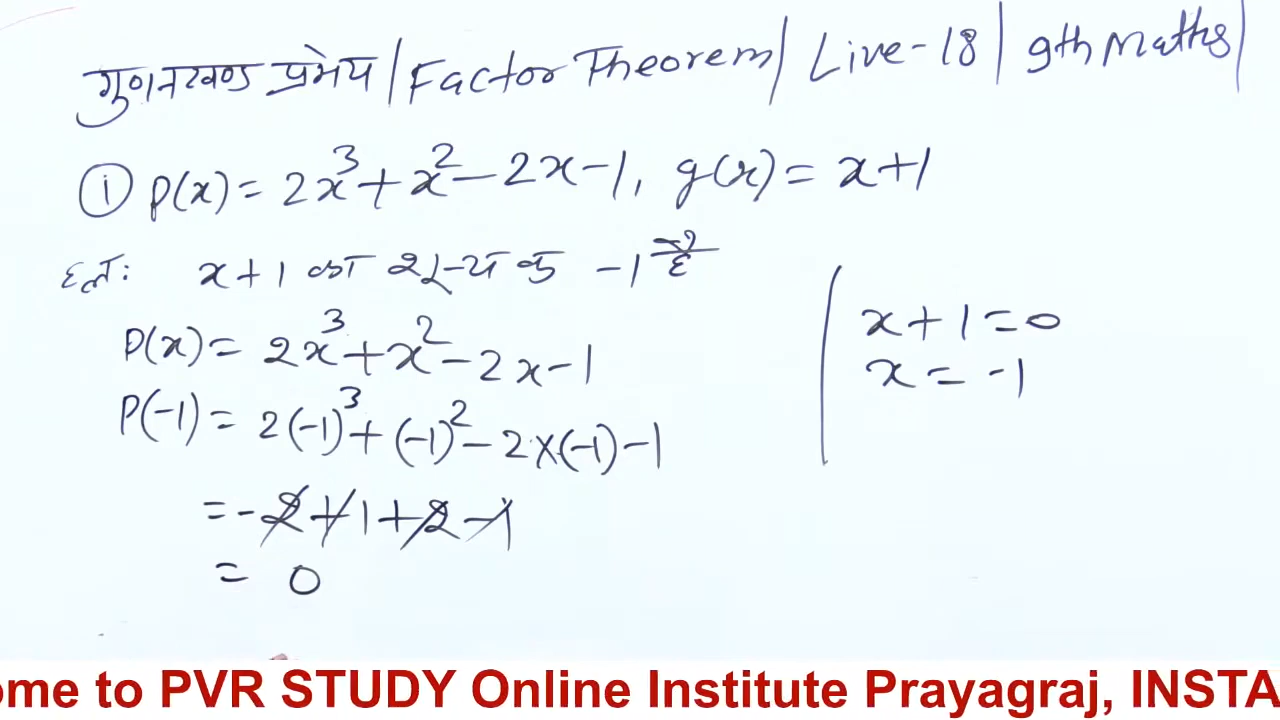 गुणनखण्ड प्रमेय / Factor Theorem / Live-18 / 9th Maths /
① P(x) = 2x³ + x² - 2x - 1, g(x) = x + 1
हल: x + 1 का शून्यक -1 है
P(x) = 2x³ + x² - 2x - 1
P(-1) = 2(-1)³ + (-1)² - 2×(-1) - 1
= -2 + 1 + 2 - 1
= 0
x + 1 = 0
x = -1
ome to PVR STUDY Online Institute Prayagraj, INSTA